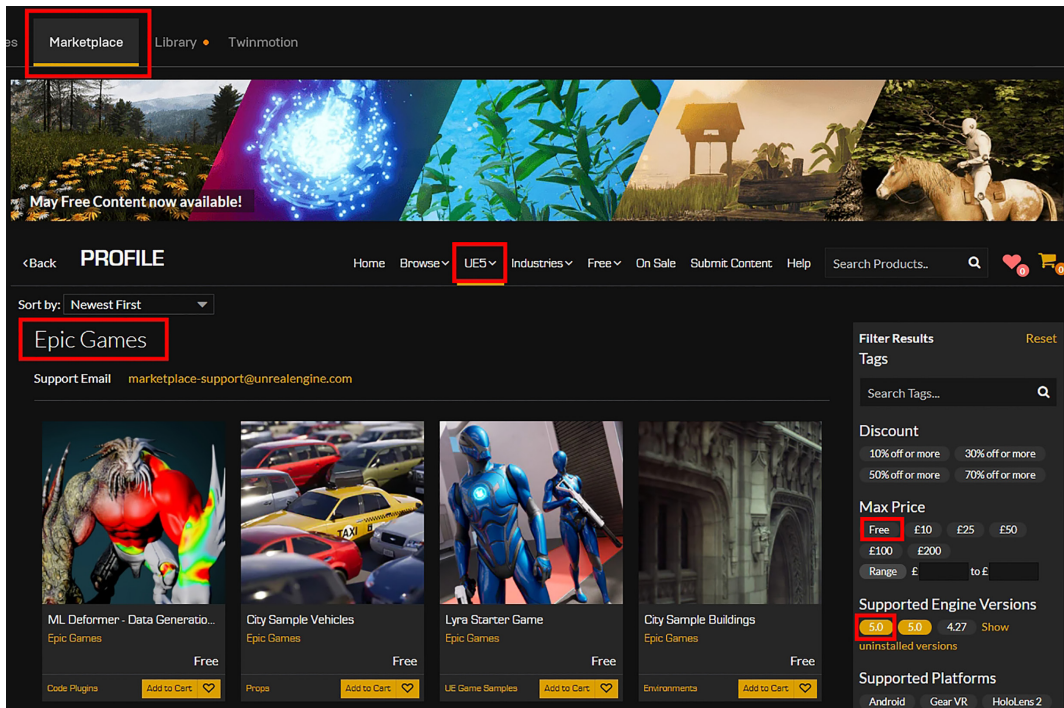 es Marketplace Library Twinmotion
May Free Content now available!
<Back PROFILE Home Browse UE5 Industries Free On Sale Submit Content Help Search Products.. 0 0
Sort by: Newest First
Epic Games
Support Email marketplace-support@unrealengine.com
TAXI
ML Deformer - Data Generatio...
Epic Games
Free
Code Plugins Add to Cart
City Sample Vehicles
Epic Games
Free
Props Add to Cart
Lyra Starter Game
Epic Games
Free
UE Game Samples Add to Cart
City Sample Buildings
Epic Games
Free
Environments Add to Cart
Filter Results Reset
Tags
Search Tags...
Discount
10% off or more 30% off or more
50% off or more 70% off or more
Max Price
Free £10 £25 £50
£100 £200
Range £ to £
Supported Engine Versions
5.0 5.0 4.27 Show
uninstalled versions
Supported Platforms
Android Gear VR HoloLens 2